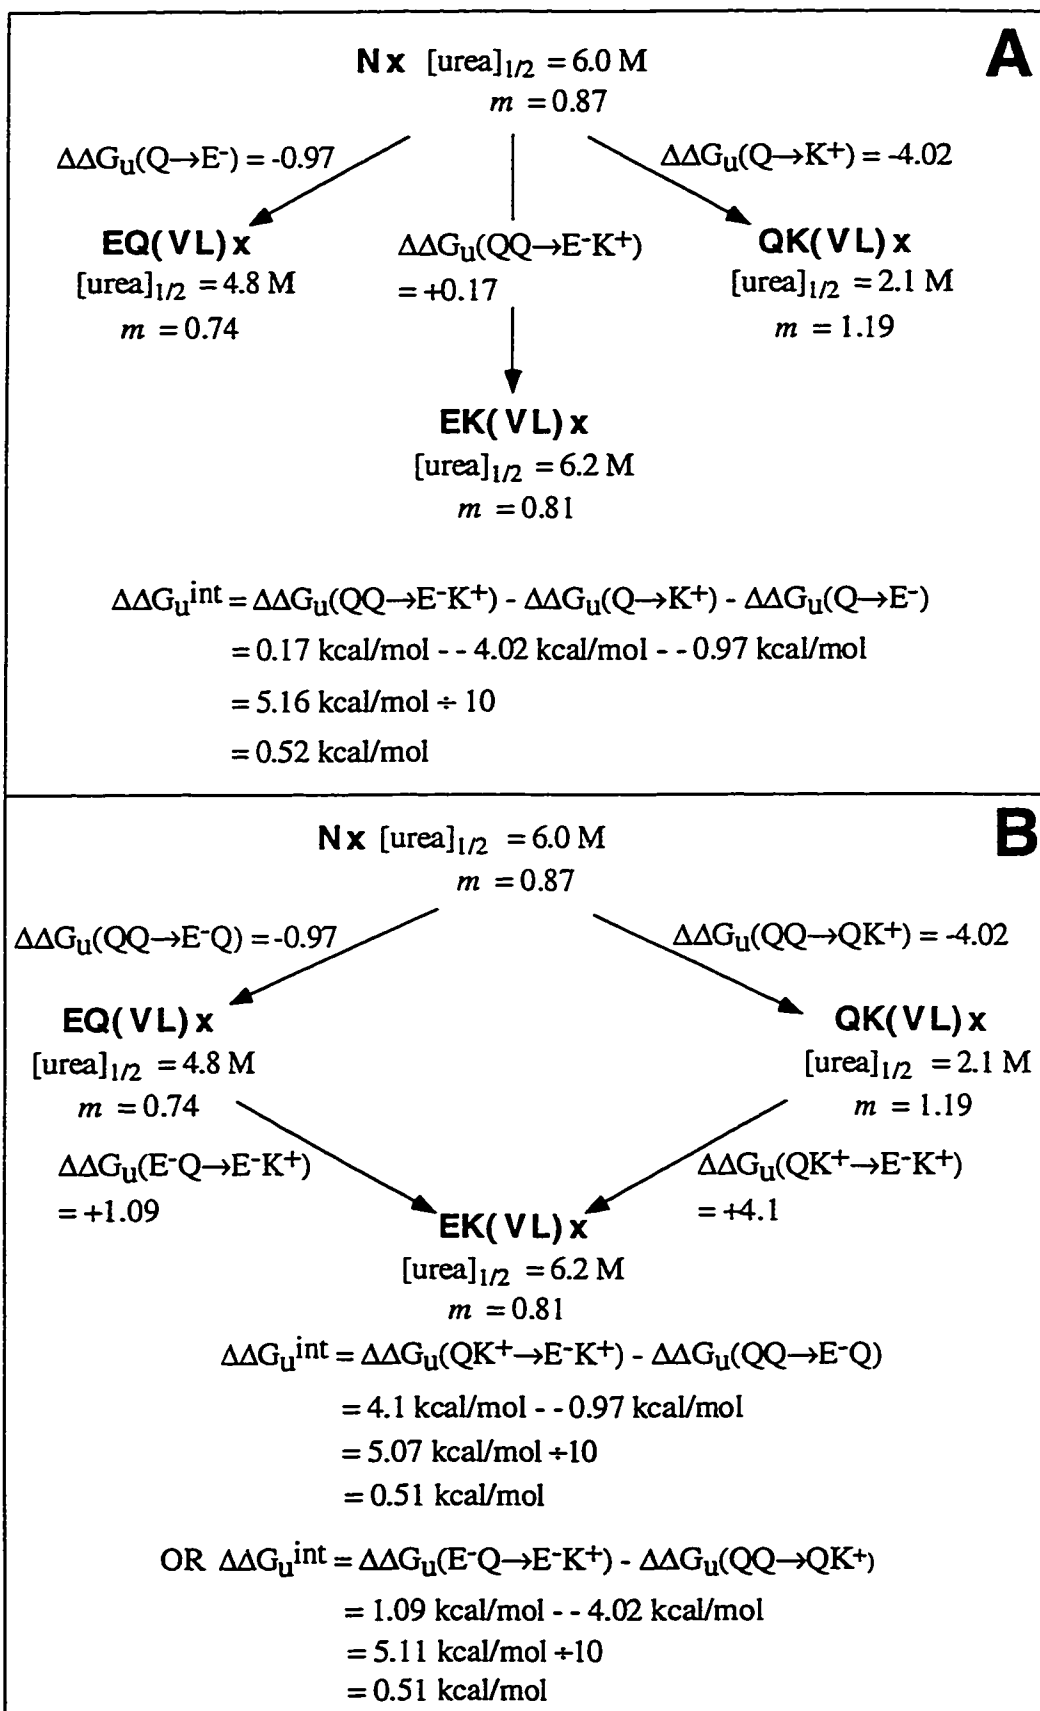 A
Nx [urea]1/2 = 6.0 M
m = 0.87
ΔΔGu(Q→E-) = -0.97
ΔΔGu(Q→K+) = -4.02
EQ(VL)x
[urea]1/2 = 4.8 M
m = 0.74
ΔΔGu(QQ→E-K+)
= +0.17
QK(VL)x
[urea]1/2 = 2.1 M
m = 1.19
EK(VL)x
[urea]1/2 = 6.2 M
m = 0.81
ΔΔGu^int = ΔΔGu(QQ→E-K+) - ΔΔGu(Q→K+) - ΔΔGu(Q→E-)
= 0.17 kcal/mol - - 4.02 kcal/mol - - 0.97 kcal/mol
= 5.16 kcal/mol ÷ 10
= 0.52 kcal/mol
B
Nx [urea]1/2 = 6.0 M
m = 0.87
ΔΔGu(QQ→E-Q) = -0.97
ΔΔGu(QQ→QK+) = -4.02
EQ(VL)x
[urea]1/2 = 4.8 M
m = 0.74
QK(VL)x
[urea]1/2 = 2.1 M
m = 1.19
ΔΔGu(E-Q→E-K+)
= +1.09
ΔΔGu(QK+→E-K+)
= +4.1
EK(VL)x
[urea]1/2 = 6.2 M
m = 0.81
ΔΔGu^int = ΔΔGu(QK+→E-K+) - ΔΔGu(QQ→E-Q)
= 4.1 kcal/mol - - 0.97 kcal/mol
= 5.07 kcal/mol ÷10
= 0.51 kcal/mol
OR ΔΔGu^int = ΔΔGu(E-Q→E-K+) - ΔΔGu(QQ→QK+)
= 1.09 kcal/mol - - 4.02 kcal/mol
= 5.11 kcal/mol ÷10
= 0.51 kcal/mol